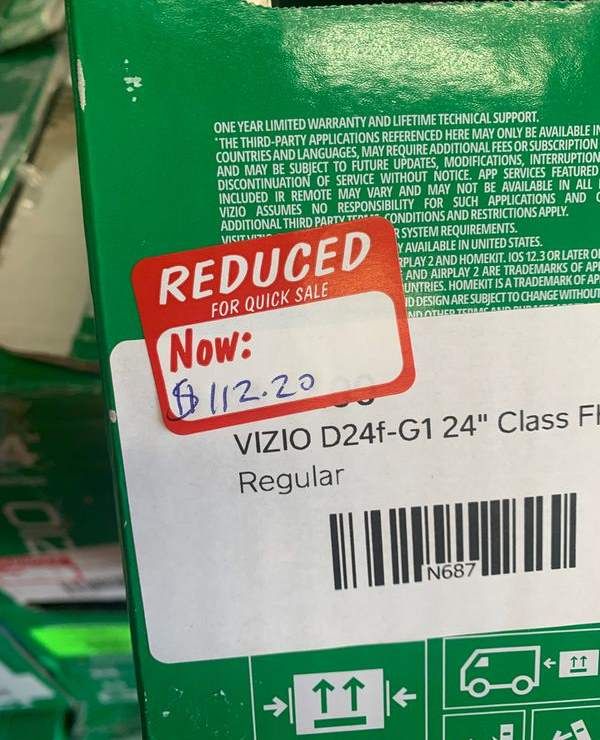 ONE YEAR LIMITED WARRANTY AND LIFETIME TECHNICAL SUPPORT.
*THE THIRD-PARTY APPLICATIONS REFERENCED HERE MAY ONLY BE AVAILABLE IN
COUNTRIES AND LANGUAGES, MAY REQUIRE ADDITIONAL FEES OR SUBSCRIPTION
AND MAY BE SUBJECT TO FUTURE UPDATES, MODIFICATIONS, INTERRUPTION
DISCONTINUATION OF SERVICE WITHOUT NOTICE. APP SERVICES FEATURED
INCLUDED IR REMOTE MAY VARY AND MAY NOT BE AVAILABLE IN ALL
VIZIO ASSUMES NO RESPONSIBILITY FOR SUCH APPLICATIONS AND
ADDITIONAL THIRD PARTY TERMS, CONDITIONS AND RESTRICTIONS APPLY.
VISIT R SYSTEM REQUIREMENTS.
Y AVAILABLE IN UNITED STATES.
RPLAY 2 AND HOMEKIT. IOS 12.3 OR LATER
AND AIRPLAY 2 ARE TRADEMARKS OF
UNTRIES. HOMEKIT IS A TRADEMARK OF
ID DESIGN ARE SUBJECT TO CHANGE WITHOUT
REDUCED
FOR QUICK SALE
Now:
$112.20
VIZIO D24f-G1 24" Class
Regular
N687